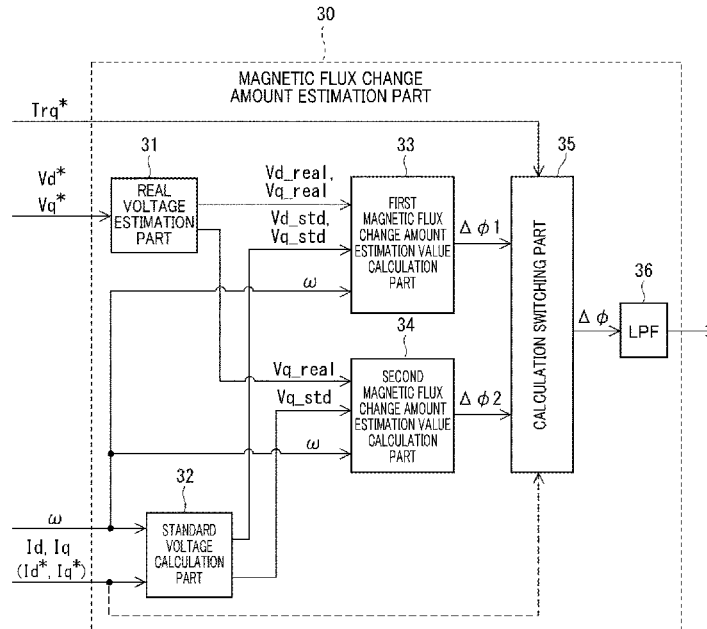 30
MAGNETIC FLUX CHANGE
AMOUNT ESTIMATION PART
Trq*
31
Vd*
Vq*
REAL
VOLTAGE
ESTIMATION
PART
Vd_real,
Vq_real
Vd_std,
Vq_std
ω
33
FIRST
MAGNETIC FLUX
CHANGE AMOUNT
ESTIMATION VALUE
CALCULATION
PART
Δφ1
35
CALCULATION SWITCHING PART
Δφ
36
LPF
34
Vq_real
Vq_std
ω
SECOND
MAGNETIC FLUX
CHANGE AMOUNT
ESTIMATION VALUE
CALCULATION
PART
Δφ2
32
ω
Id, Iq
(Id*, Iq*)
STANDARD
VOLTAGE
CALCULATION
PART